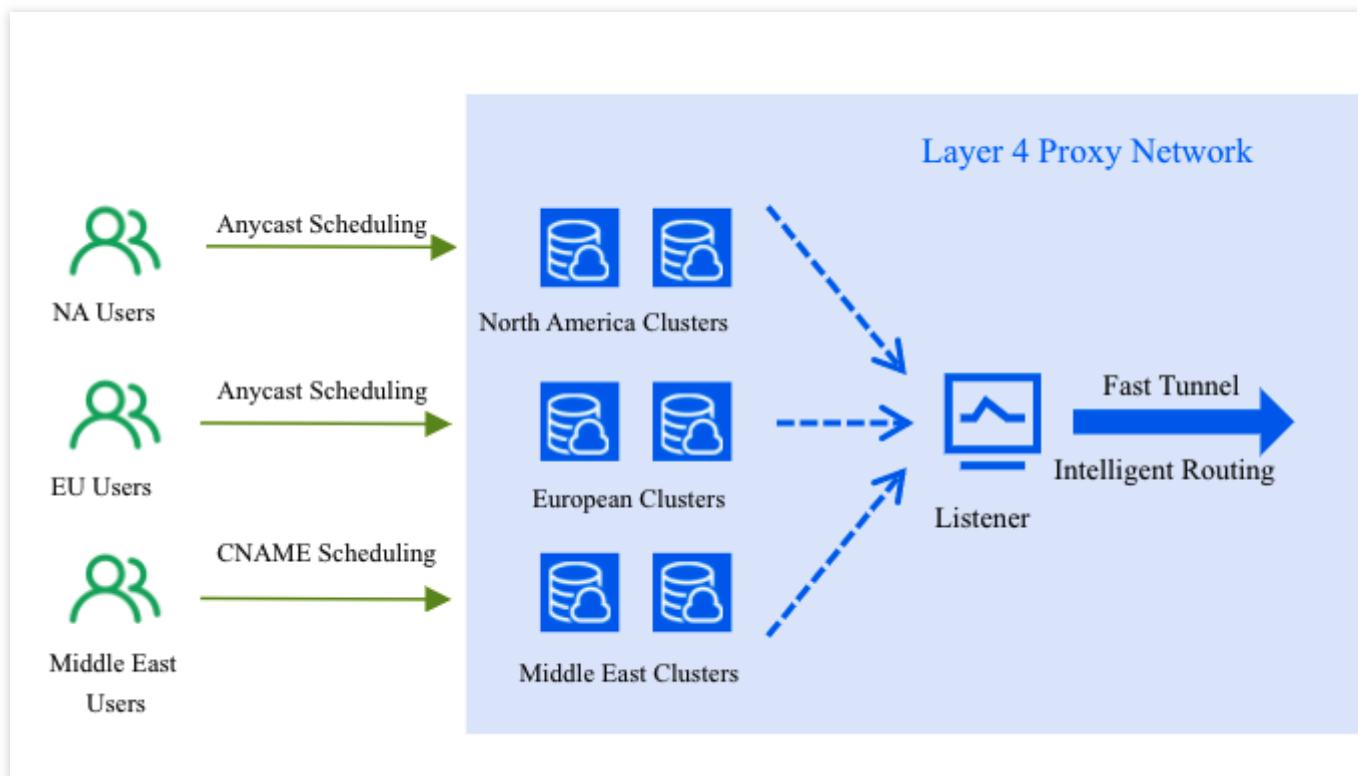 Layer 4 Proxy Network
Anycast Scheduling
NA Users
North America Clusters
Anycast Scheduling
EU Users
European Clusters
Fast Tunnel
Intelligent Routing
Listener
CNAME Scheduling
Middle East
Users
Middle East Clusters